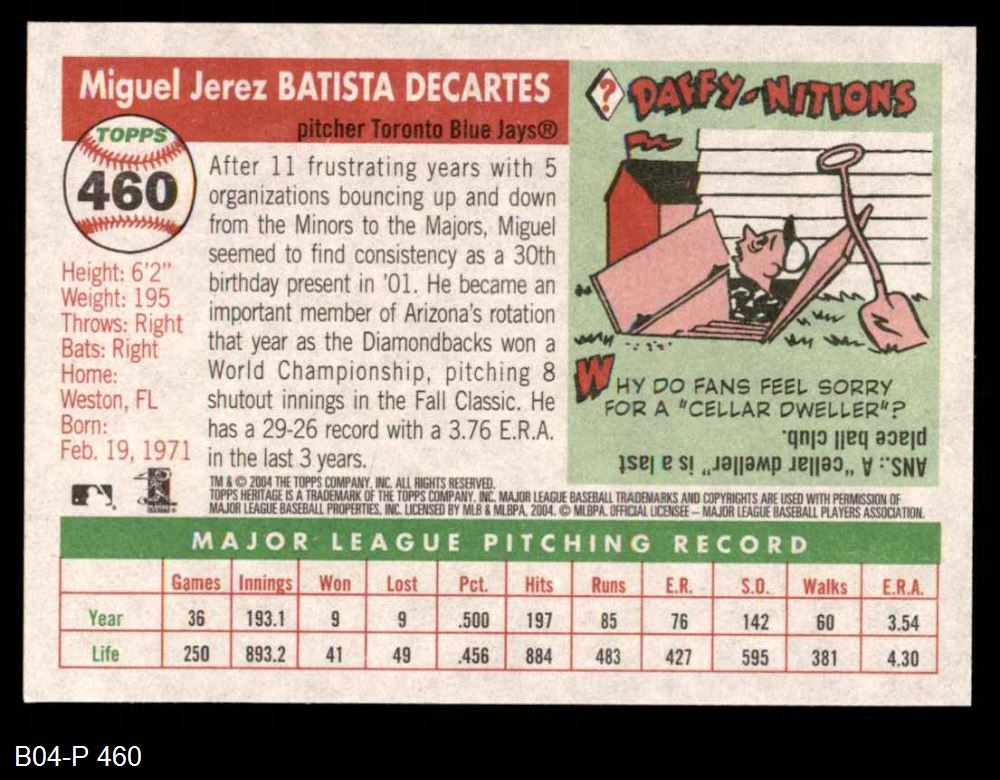 Miguel Jerez BATISTA DECARTES
pitcher Toronto Blue Jays®
TOPPS
460
Height: 6'2"
Weight: 195
Throws: Right
Bats: Right
Home:
Weston, FL
Born:
Feb. 19, 1971
After 11 frustrating years with 5
organizations bouncing up and down
from the Minors to the Majors, Miguel
seemed to find consistency as a 30th
birthday present in '01. He became an
important member of Arizona's rotation
that year as the Diamondbacks won a
World Championship, pitching 8
shutout innings in the Fall Classic. He
has a 29-26 record with a 3.76 E.R.A.
in the last 3 years.
? DAFFY-NITIONS
WHY DO FANS FEEL SORRY
FOR A "CELLAR DWELLER"?
ANS.: A "cellar dweller" is a last
place ball club.
TM & © 2004 THE TOPPS COMPANY, INC. ALL RIGHTS RESERVED.
TOPPS HERITAGE IS A TRADEMARK OF THE TOPPS COMPANY, INC. MAJOR LEAGUE BASEBALL TRADEMARKS AND COPYRIGHTS ARE USED WITH PERMISSION OF
MAJOR LEAGUE BASEBALL PROPERTIES, INC. LICENSED BY MLB & MLBPA, 2004. © MLBPA. OFFICIAL LICENSEE – MAJOR LEAGUE BASEBALL PLAYERS ASSOCIATION.
MAJOR LEAGUE PITCHING RECORD
Games Innings Won Lost Pct. Hits Runs E.R. S.O. Walks E.R.A.
Year 36 193.1 9 9 .500 197 85 76 142 60 3.54
Life 250 893.2 41 49 .456 884 483 427 595 381 4.30
B04-P 460